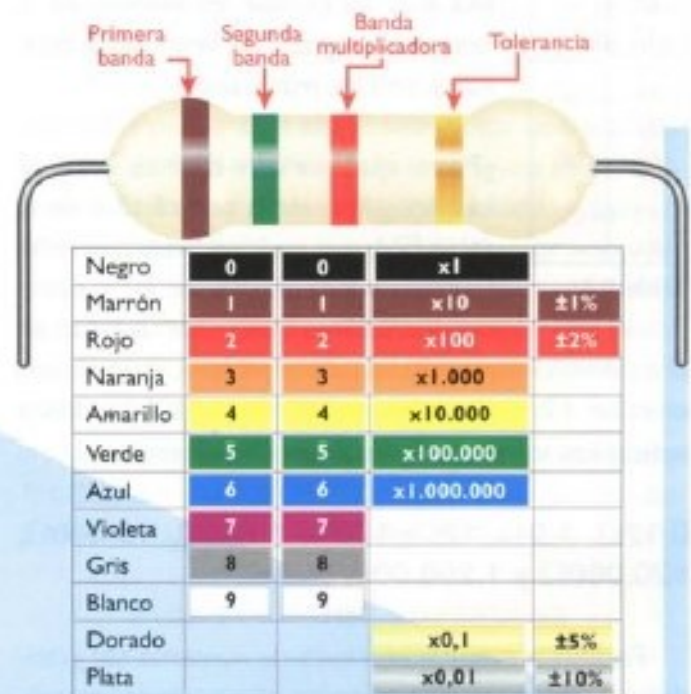 Primera
banda
Segunda
banda
Banda
multiplicadora
Tolerancia
Negro 0 0 x1
Marrón 1 1 x10 ±1%
Rojo 2 2 x100 ±2%
Naranja 3 3 x1.000
Amarillo 4 4 x10.000
Verde 5 5 x100.000
Azul 6 6 x1.000.000
Violeta 7 7
Gris 8 8
Blanco 9 9
Dorado x0,1 ±5%
Plata x0,01 ±10%